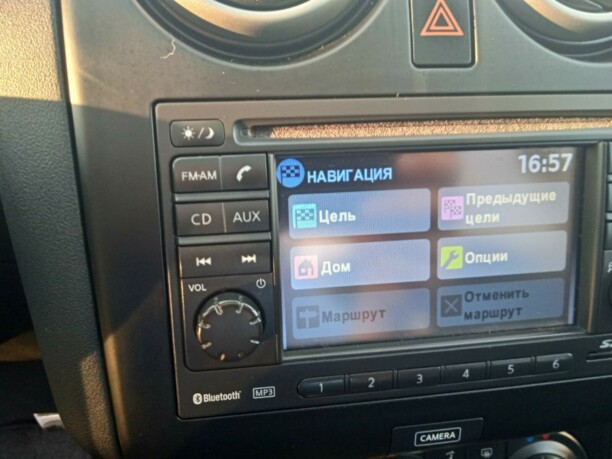 FM•AM
CD AUX
VOL
Bluetooth MP3
НАВИГАЦИЯ 16:57
Цель
Предыдущие
цели
Дом
Опции
Маршрут
Отменить
маршрут
1 2 3 4 5 6
CAMERA